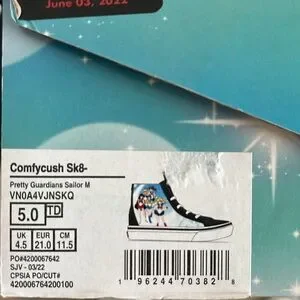 June 03, 2022
Comfycush Sk8-
Pretty Guardians Sailor M
VN0A4VJNSKQ
5.0 TD
UK EUR CM
4.5 21.0 11.5
PO#4200067642
SJV - 03/22
CPSIA PO/CUT#
420006764200100
1 96244 70382 8